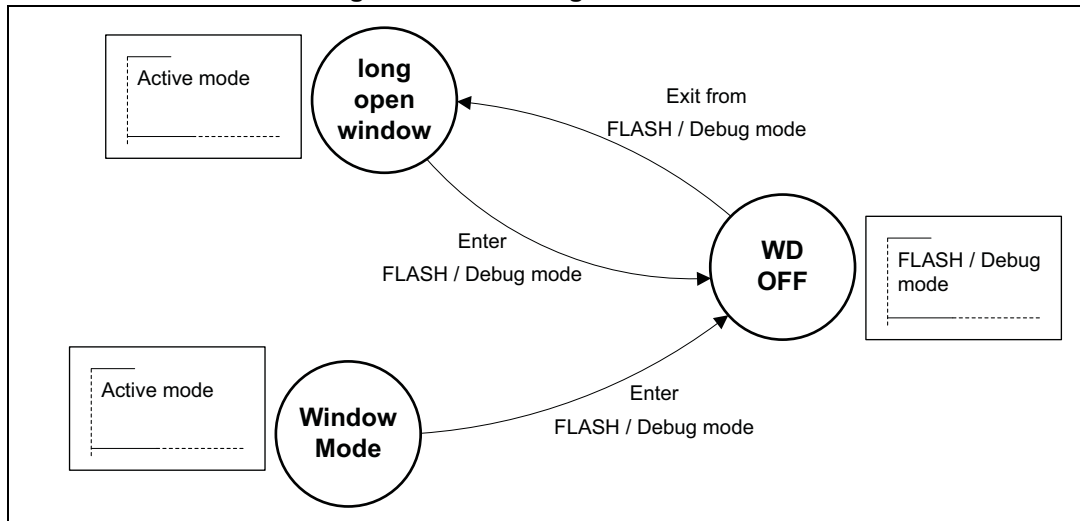 Active mode
long
open
window
Exit from
FLASH / Debug mode
Enter
FLASH / Debug mode
WD
OFF
FLASH / Debug
mode
Active mode
Window
Mode
Enter
FLASH / Debug mode